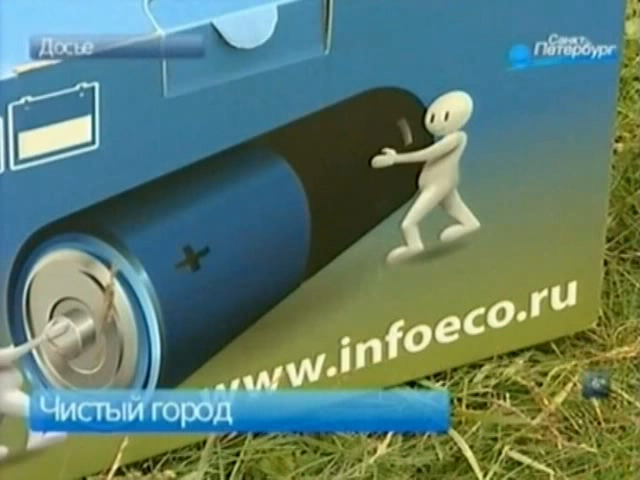 Досье
Санкт-
Петербург
+
www.infoeco.ru
Чистый город